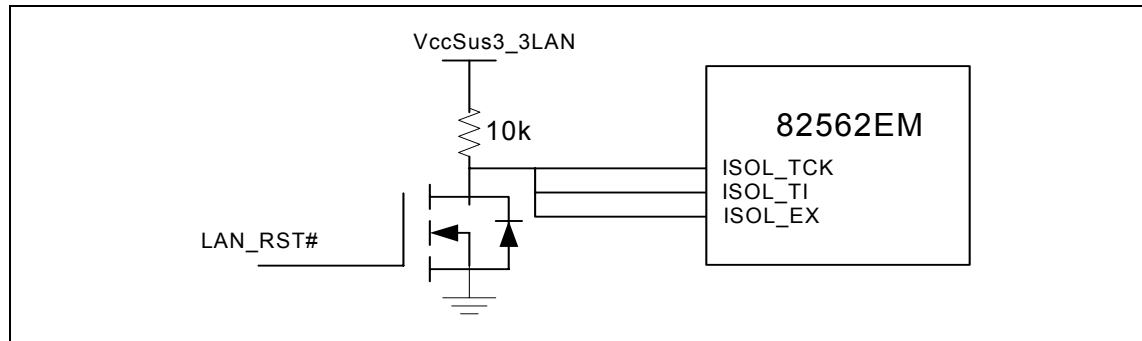 VccSus3_3LAN
10k
82562EM
ISOL_TCK
ISOL_TI
ISOL_EX
LAN_RST#